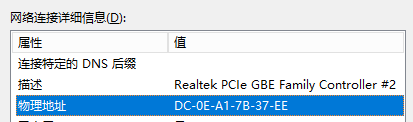 网络连接详细信息(D):
属性 值
连接特定的 DNS 后缀
描述 Realtek PCIe GBE Family Controller #2
物理地址 DC-0E-A1-7B-37-EE